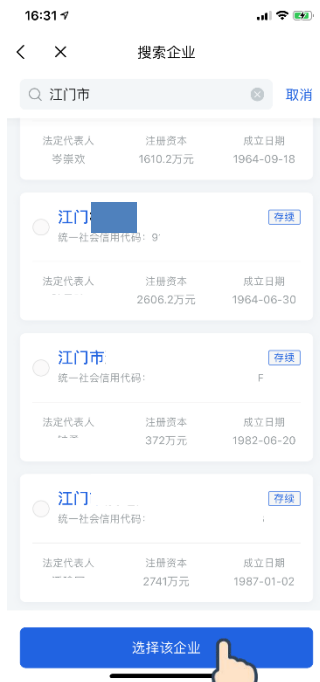 16:31
搜索企业
江门市
取消
法定代表人 注册资本 成立日期
岑崇欢 1610.2万元 1964-09-18
江门 存续
统一社会信用代码：9
法定代表人 注册资本 成立日期
2606.2万元 1964-06-30
江门市 存续
统一社会信用代码： F
法定代表人 注册资本 成立日期
372万元 1982-06-20
江门 存续
统一社会信用代码：
法定代表人 注册资本 成立日期
2741万元 1987-01-02
选择该企业